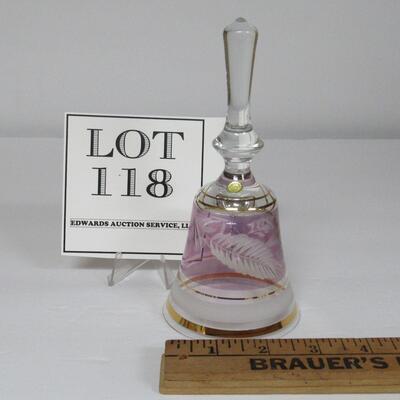 LOT
118
EDWARDS AUCTION SERVICE, LL
1 2 3 4
BRAUER'S